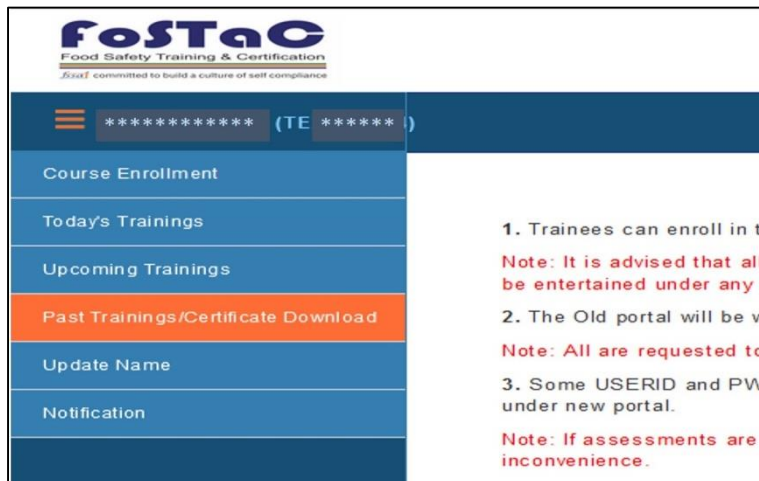 FoSTaC
Food Safety Training & Certification
fssai committed to build a culture of self compliance
************ (TE ****** )
Course Enrollment
Today's Trainings
Upcoming Trainings
Past Trainings/Certificate Download
Update Name
Notification
1. Trainees can enroll in
Note: It is advised that
be entertained under any
2. The Old portal will be
Note: All are requested
3. Some USERID and
under new portal.
Note: If assessments are
inconvenience.